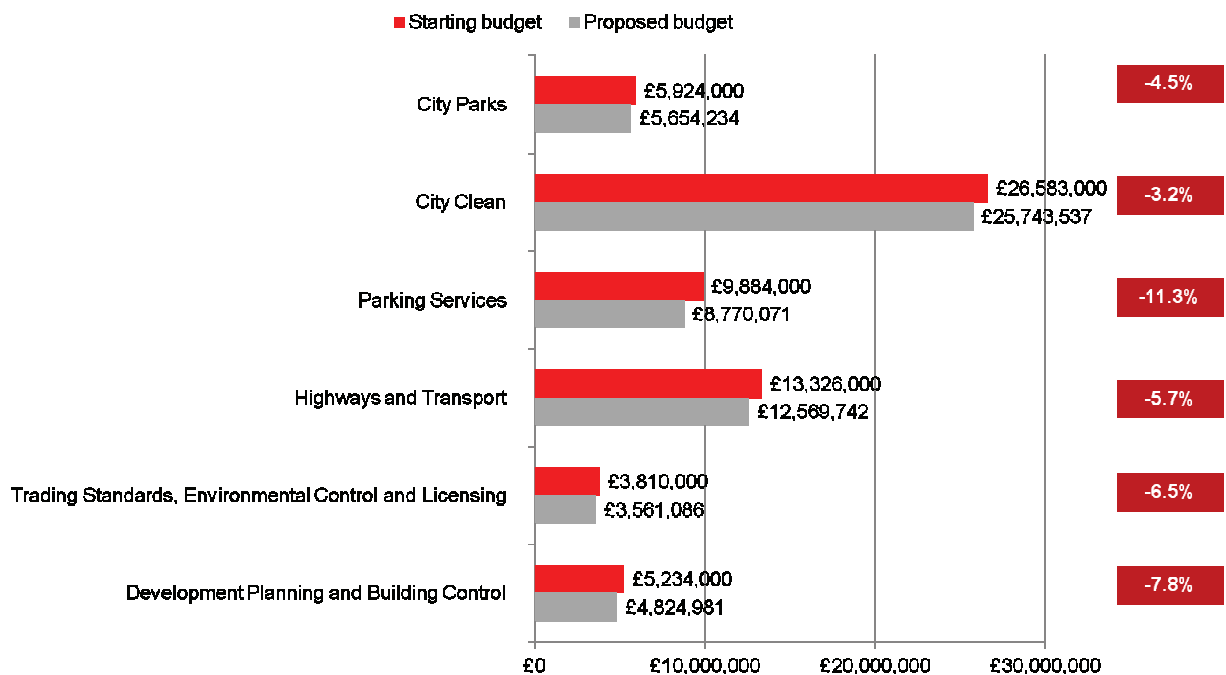 Starting budget Proposed budget
City Parks £5,924,000 -4.5%
£5,654,234
City Clean £26,583,000 -3.2%
£25,743,537
Parking Services £9,884,000 -11.3%
£8,770,071
Highways and Transport £13,326,000 -5.7%
£12,569,742
Trading Standards, Environmental Control and Licensing £3,810,000 -6.5%
£3,561,086
Development Planning and Building Control £5,234,000 -7.8%
£4,824,981
£0 £10,000,000 £20,000,000 £30,000,000